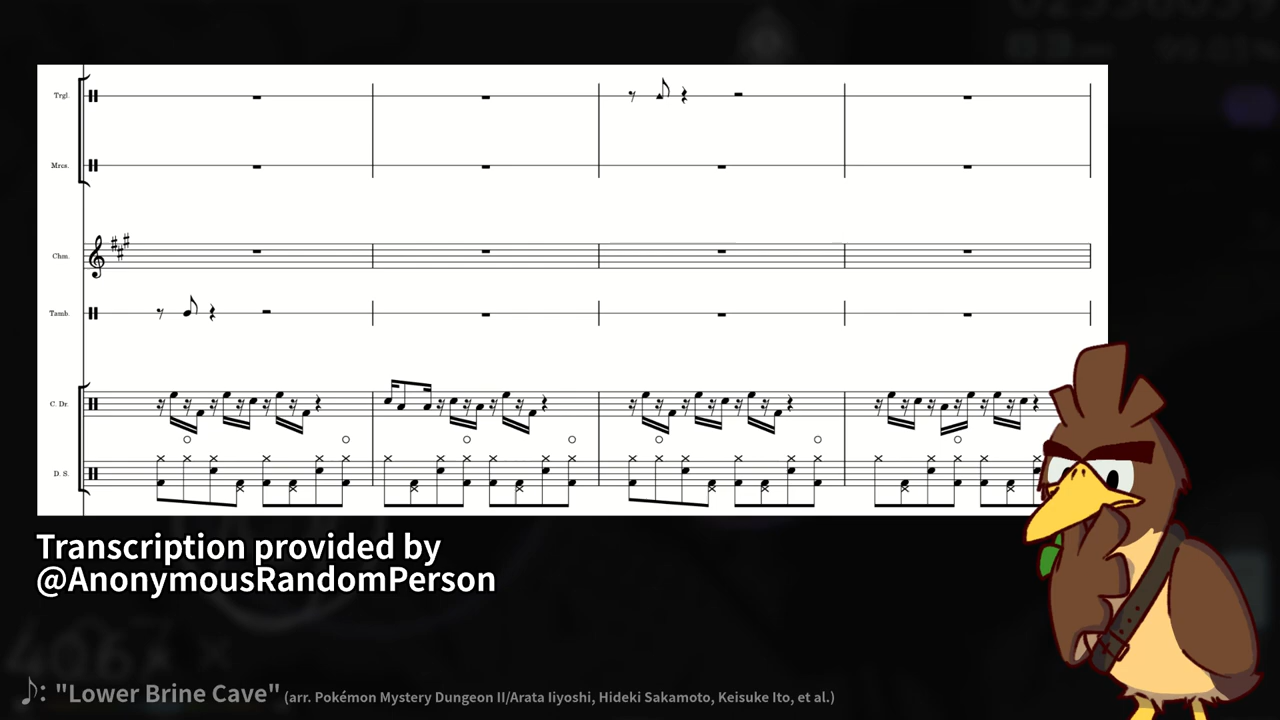 Trgl.
Mrcs.
Chm.
Tamb.
C. Dr.
D. S.
Transcription provided by
@AnonymousRandomPerson
♪: "Lower Brine Cave" (arr. Pokémon Mystery Dungeon II/Arata Iiyoshi, Hideki Sakamoto, Keisuke Ito, et al.)